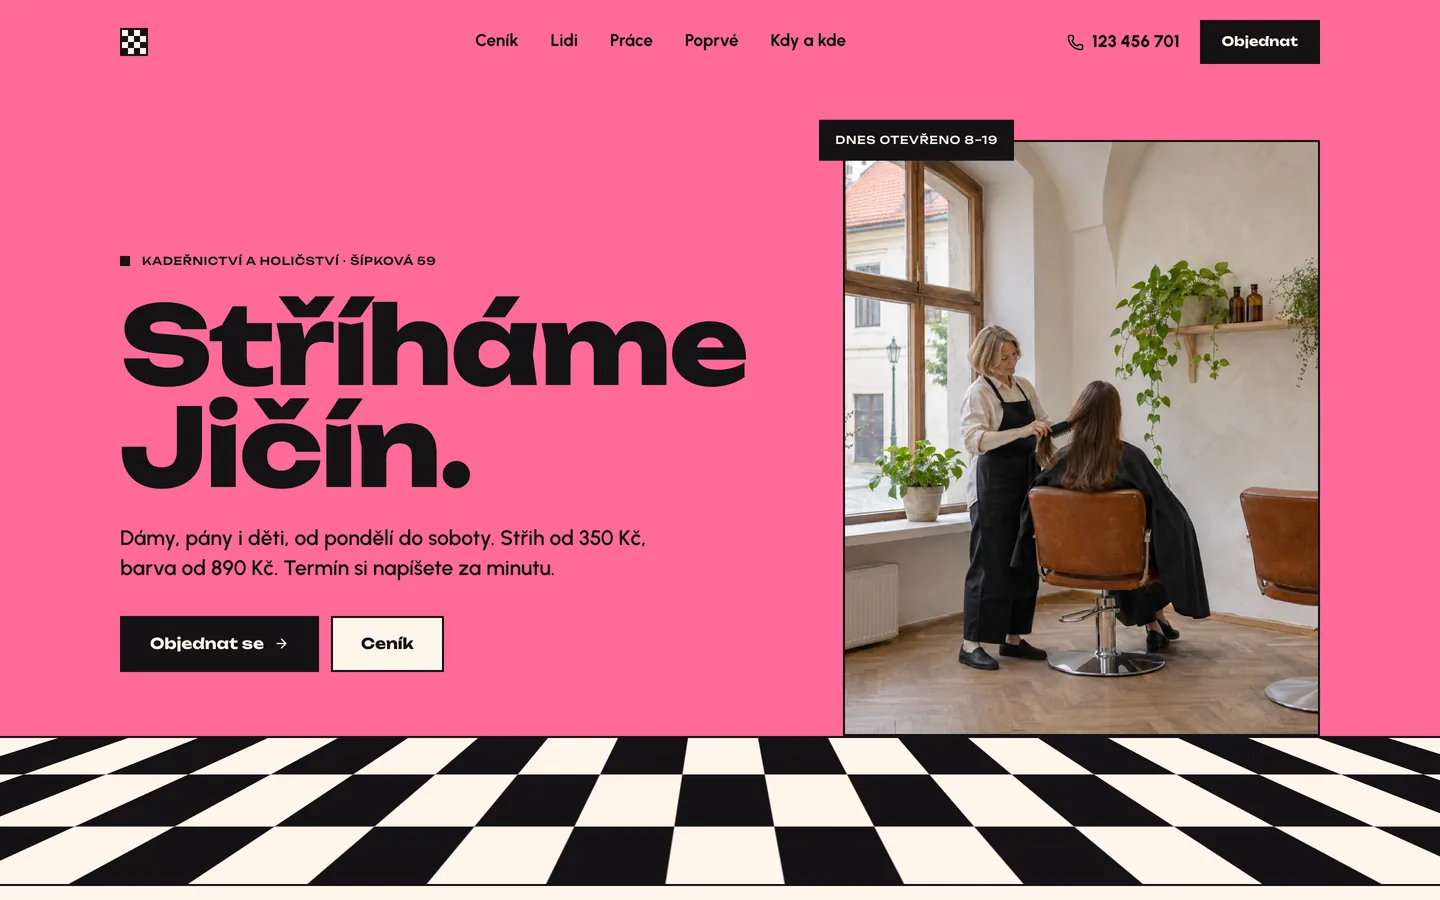 Ceník
Lidi
Práce
Poprvé
Kdy a kde
123 456 701
Objednat
DNES OTEVŘENO 8–19
KADEŘNICTVÍ A HOLIČSTVÍ · ŠÍPKOVÁ 59
Stříháme
Jičín.
Dámy, pány i děti, od pondělí do soboty. Střih od 350 Kč,
barva od 890 Kč. Termín si napíšete za minutu.
Objednat se →
Ceník